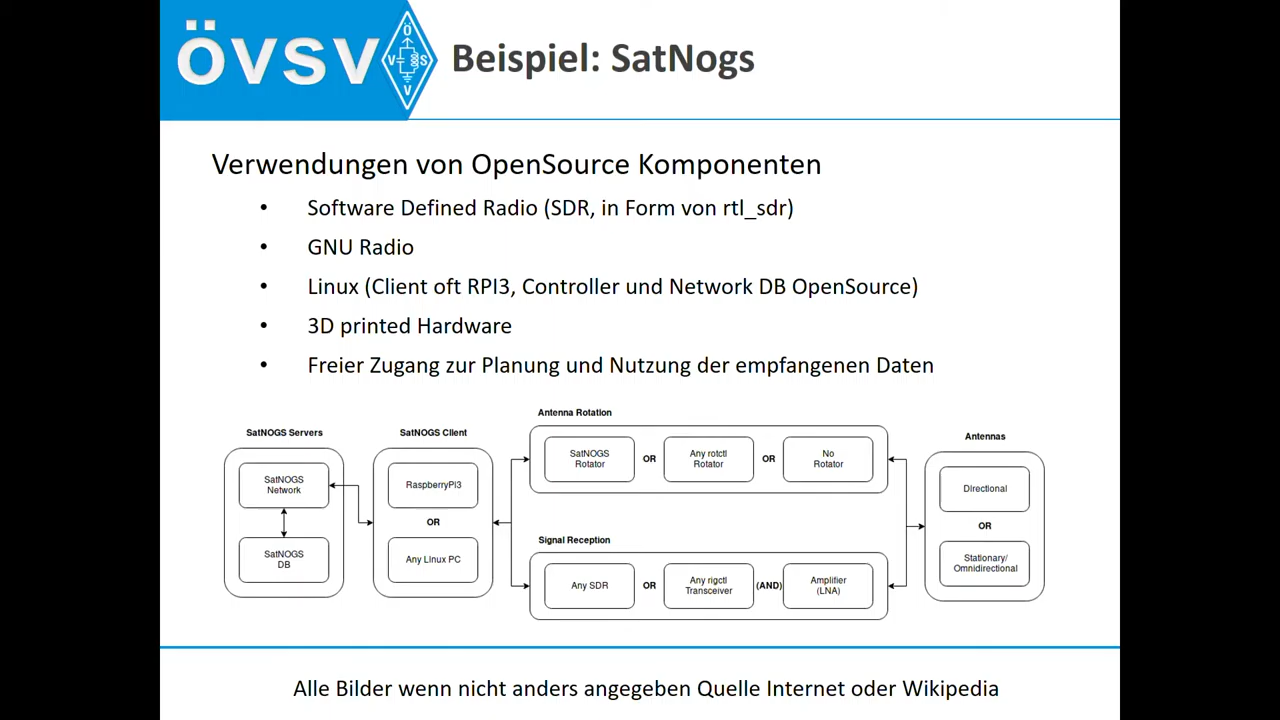 ÖVSV
Ö
V S
V
Beispiel: SatNogs
Verwendungen von OpenSource Komponenten
• Software Defined Radio (SDR, in Form von rtl_sdr)
• GNU Radio
• Linux (Client oft RPI3, Controller und Network DB OpenSource)
• 3D printed Hardware
• Freier Zugang zur Planung und Nutzung der empfangenen Daten
SatNOGS Servers
SatNOGS
Network
SatNOGS
DB
SatNOGS Client
RaspberryPI3
OR
Any Linux PC
Antenna Rotation
SatNOGS
Rotator
OR
Any rotctl
Rotator
OR
No
Rotator
Signal Reception
Any SDR
OR
Any rigctl
Transceiver
(AND)
Amplifier
(LNA)
Antennas
Directional
OR
Stationary/
Omnidirectional
Alle Bilder wenn nicht anders angegeben Quelle Internet oder Wikipedia